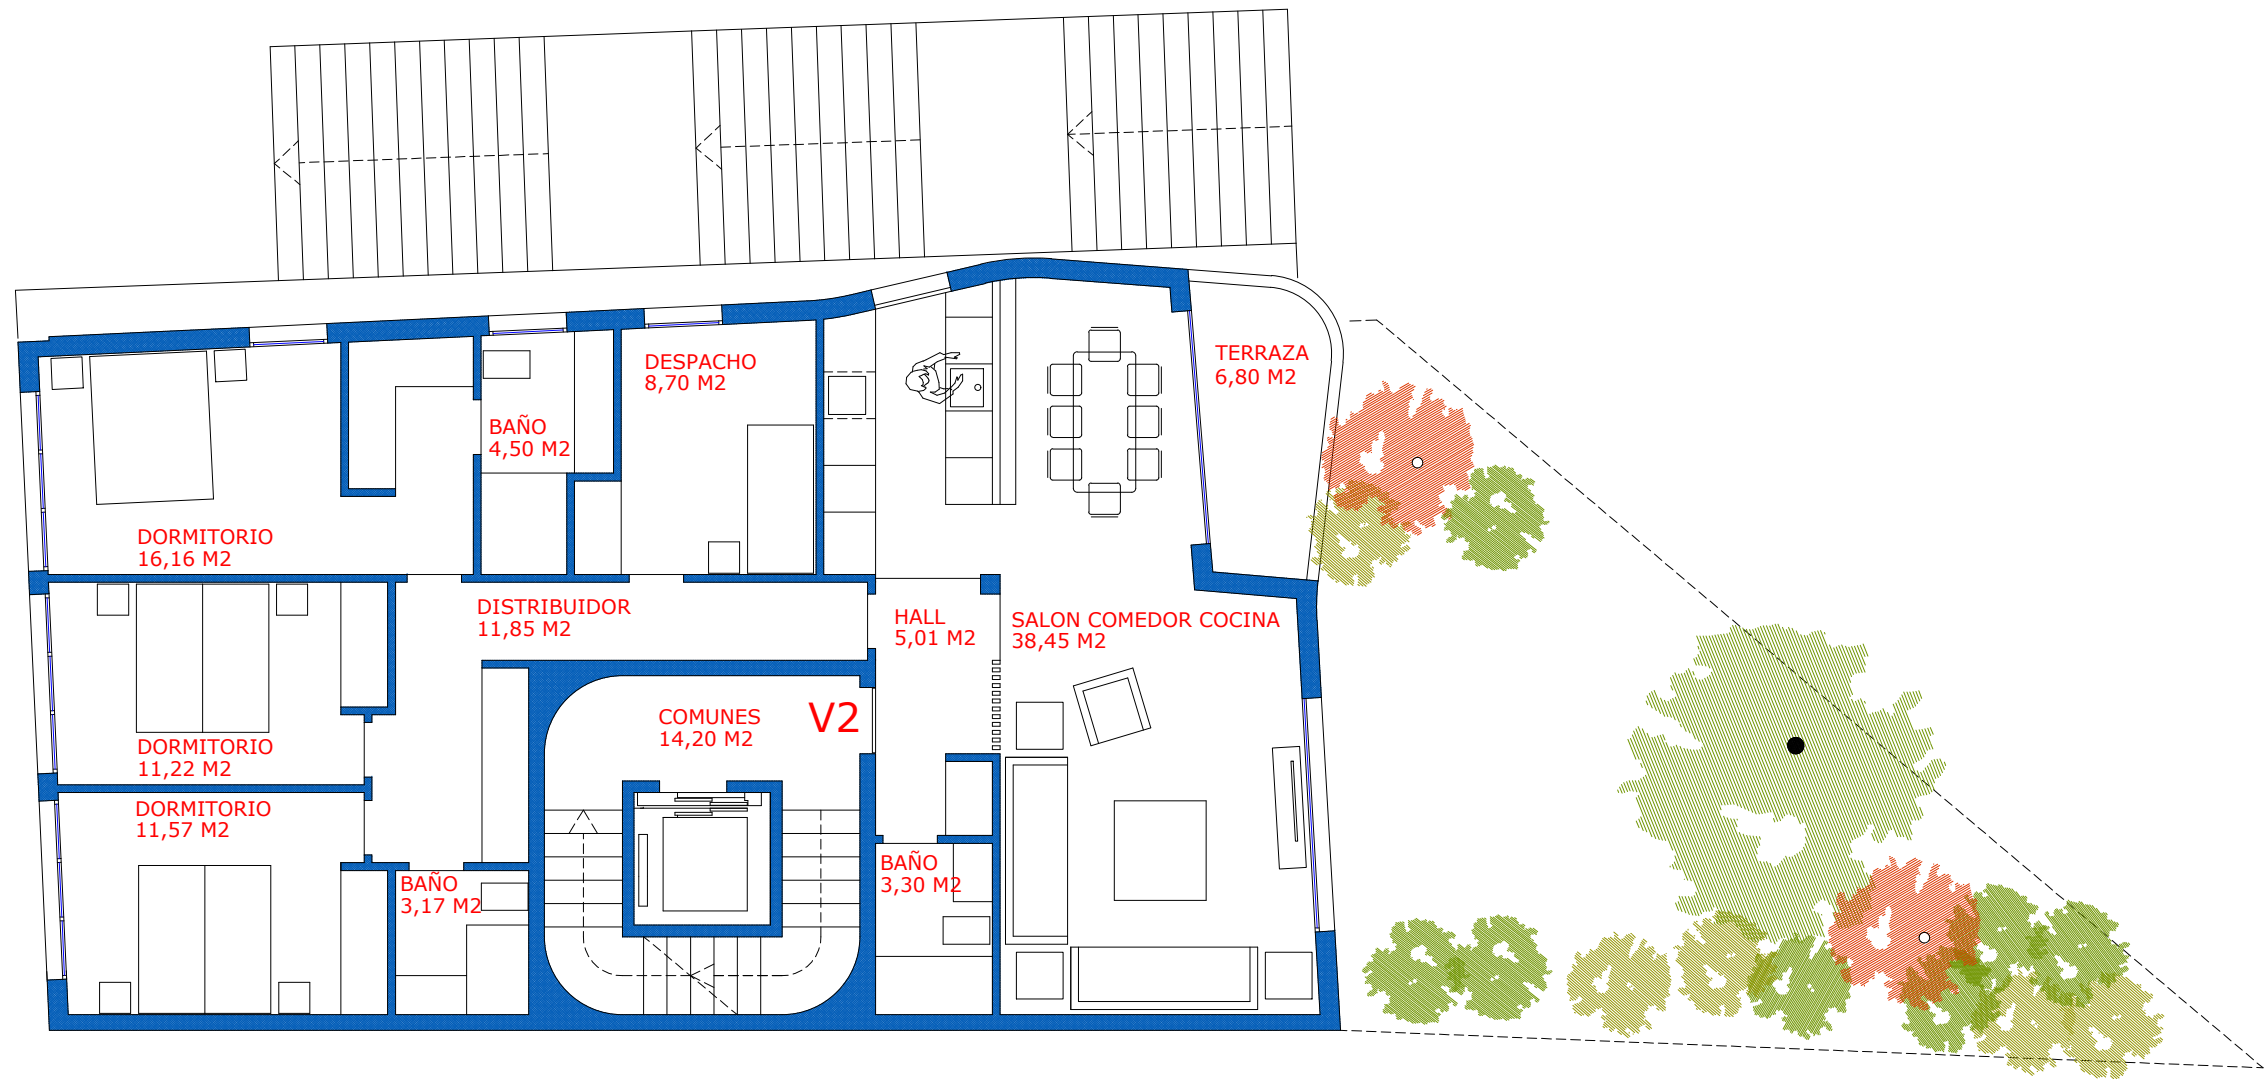 DESPACHO
8,70 M2
TERRAZA
6,80 M2
BAÑO
4,50 M2
DORMITORIO
16,16 M2
DISTRIBUIDOR
11,85 M2
HALL
5,01 M2
SALON COMEDOR COCINA
38,45 M2
COMUNES
14,20 M2
V2
DORMITORIO
11,22 M2
DORMITORIO
11,57 M2
BAÑO
3,17 M2
BAÑO
3,30 M2